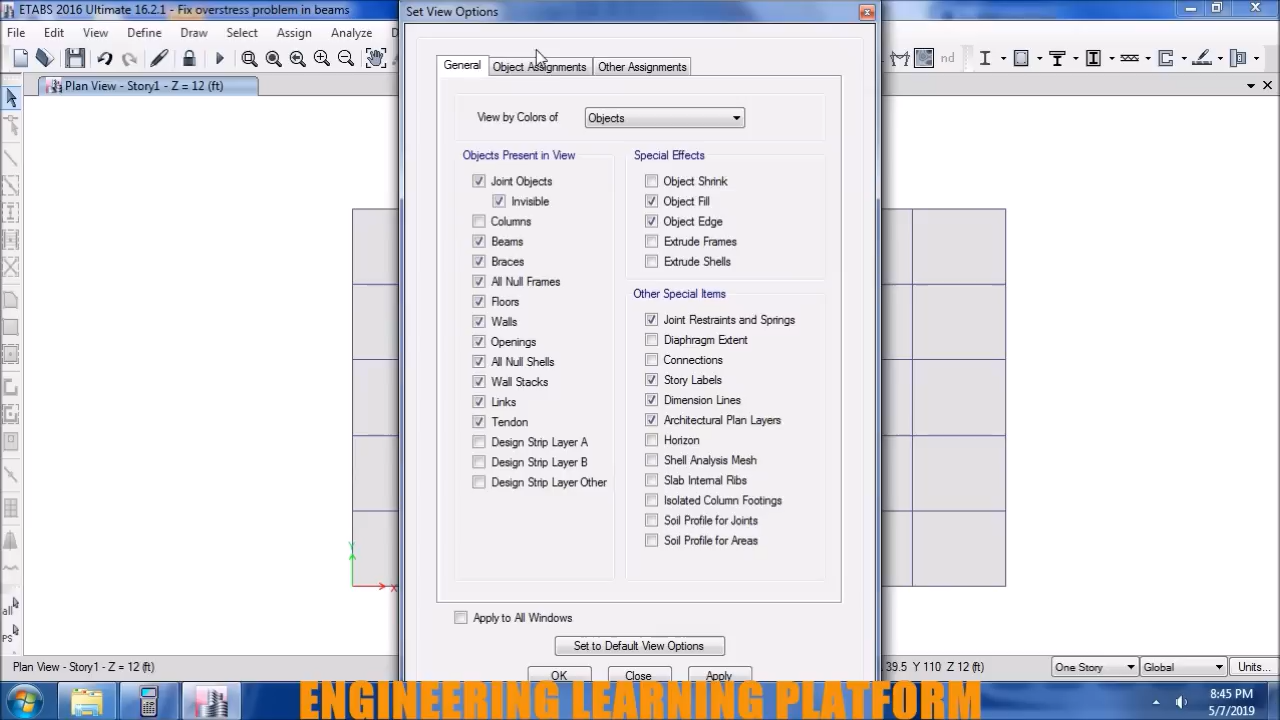 ETABS 2016 Ultimate 16.2.1 - Fix overstress problem in beams
Set View Options
File Edit View Define Draw Select Assign Analyze
nd
Plan View - Story1 - Z = 12 (ft)
General Object Assignments Other Assignments
View by Colors of Objects
Objects Present in View
Joint Objects
Invisible
Columns
Beams
Braces
All Null Frames
Floors
Walls
Openings
All Null Shells
Wall Stacks
Links
Tendon
Design Strip Layer A
Design Strip Layer B
Design Strip Layer Other
Special Effects
Object Shrink
Object Fill
Object Edge
Extrude Frames
Extrude Shells
Other Special Items
Joint Restraints and Springs
Diaphragm Extent
Connections
Story Labels
Dimension Lines
Architectural Plan Layers
Horizon
Shell Analysis Mesh
Slab Internal Ribs
Isolated Column Footings
Soil Profile for Joints
Soil Profile for Areas
Y
X
all
PS
Apply to All Windows
Set to Default View Options
OK Close Apply
Plan View - Story1 - Z = 12 (ft)
39.5 Y 110 Z 12 (ft) One Story Global Units...
ENGINEERING LEARNING PLATFORM
8:45 PM
5/7/2019